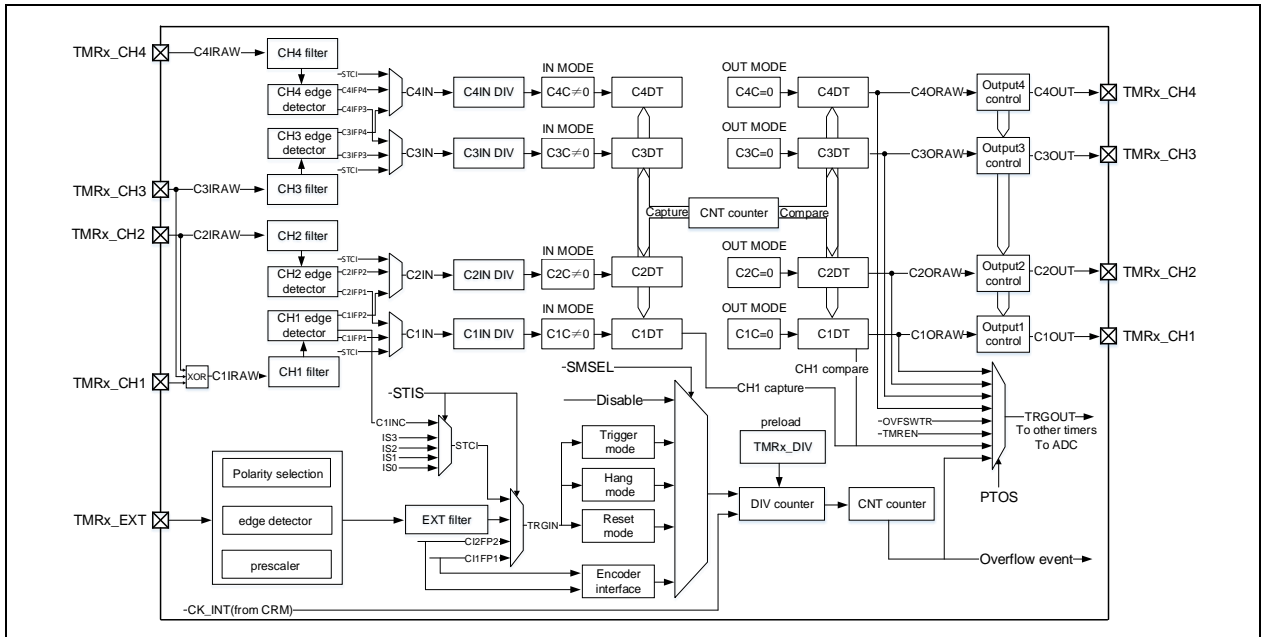 TMRx_CH4
C4IRAW
CH4 filter
CH4 edge
detector
STCI
C4IFP4
C4IFP3
C4IN
C4IN DIV
IN MODE
C4C≠0
C4DT
OUT MODE
C4C=0
C4DT
C4ORAW
Output4
control
C4OUT
TMRx_CH4
CH3 edge
detector
C3IFP4
C3IFP3
STCI
C3IN
C3IN DIV
IN MODE
C3C≠0
C3DT
OUT MODE
C3C=0
C3DT
C3ORAW
Output3
control
C3OUT
TMRx_CH3
TMRx_CH3
C3IRAW
CH3 filter
Capture
CNT counter
Compare
TMRx_CH2
C2IRAW
CH2 filter
CH2 edge
detector
STCI
C2IFP2
C2IFP1
C2IN
C2IN DIV
IN MODE
C2C≠0
C2DT
OUT MODE
C2C=0
C2DT
C2ORAW
Output2
control
C2OUT
TMRx_CH2
CH1 edge
detector
C1IFP2
C1IFP1
STCI
C1IN
C1IN DIV
IN MODE
C1C≠0
C1DT
OUT MODE
C1C=0
C1DT
C1ORAW
Output1
control
C1OUT
TMRx_CH1
TMRx_CH1
XOR
C1IRAW
CH1 filter
CH1 compare
CH1 capture
SMSEL
STIS
Disable
C1INC
IS3
IS2
IS1
IS0
STCI
Trigger
mode
Hang
mode
Reset
mode
Encoder
interface
preload
TMRx_DIV
OVFSWTR
TMREN
TRGOUT
To other timers
To ADC
PTOS
Polarity selection
edge detector
prescaler
TMRx_EXT
EXT filter
CI2FP2
CI1FP1
TRGIN
DIV counter
CNT counter
Overflow event
CK_INT(from CRM)